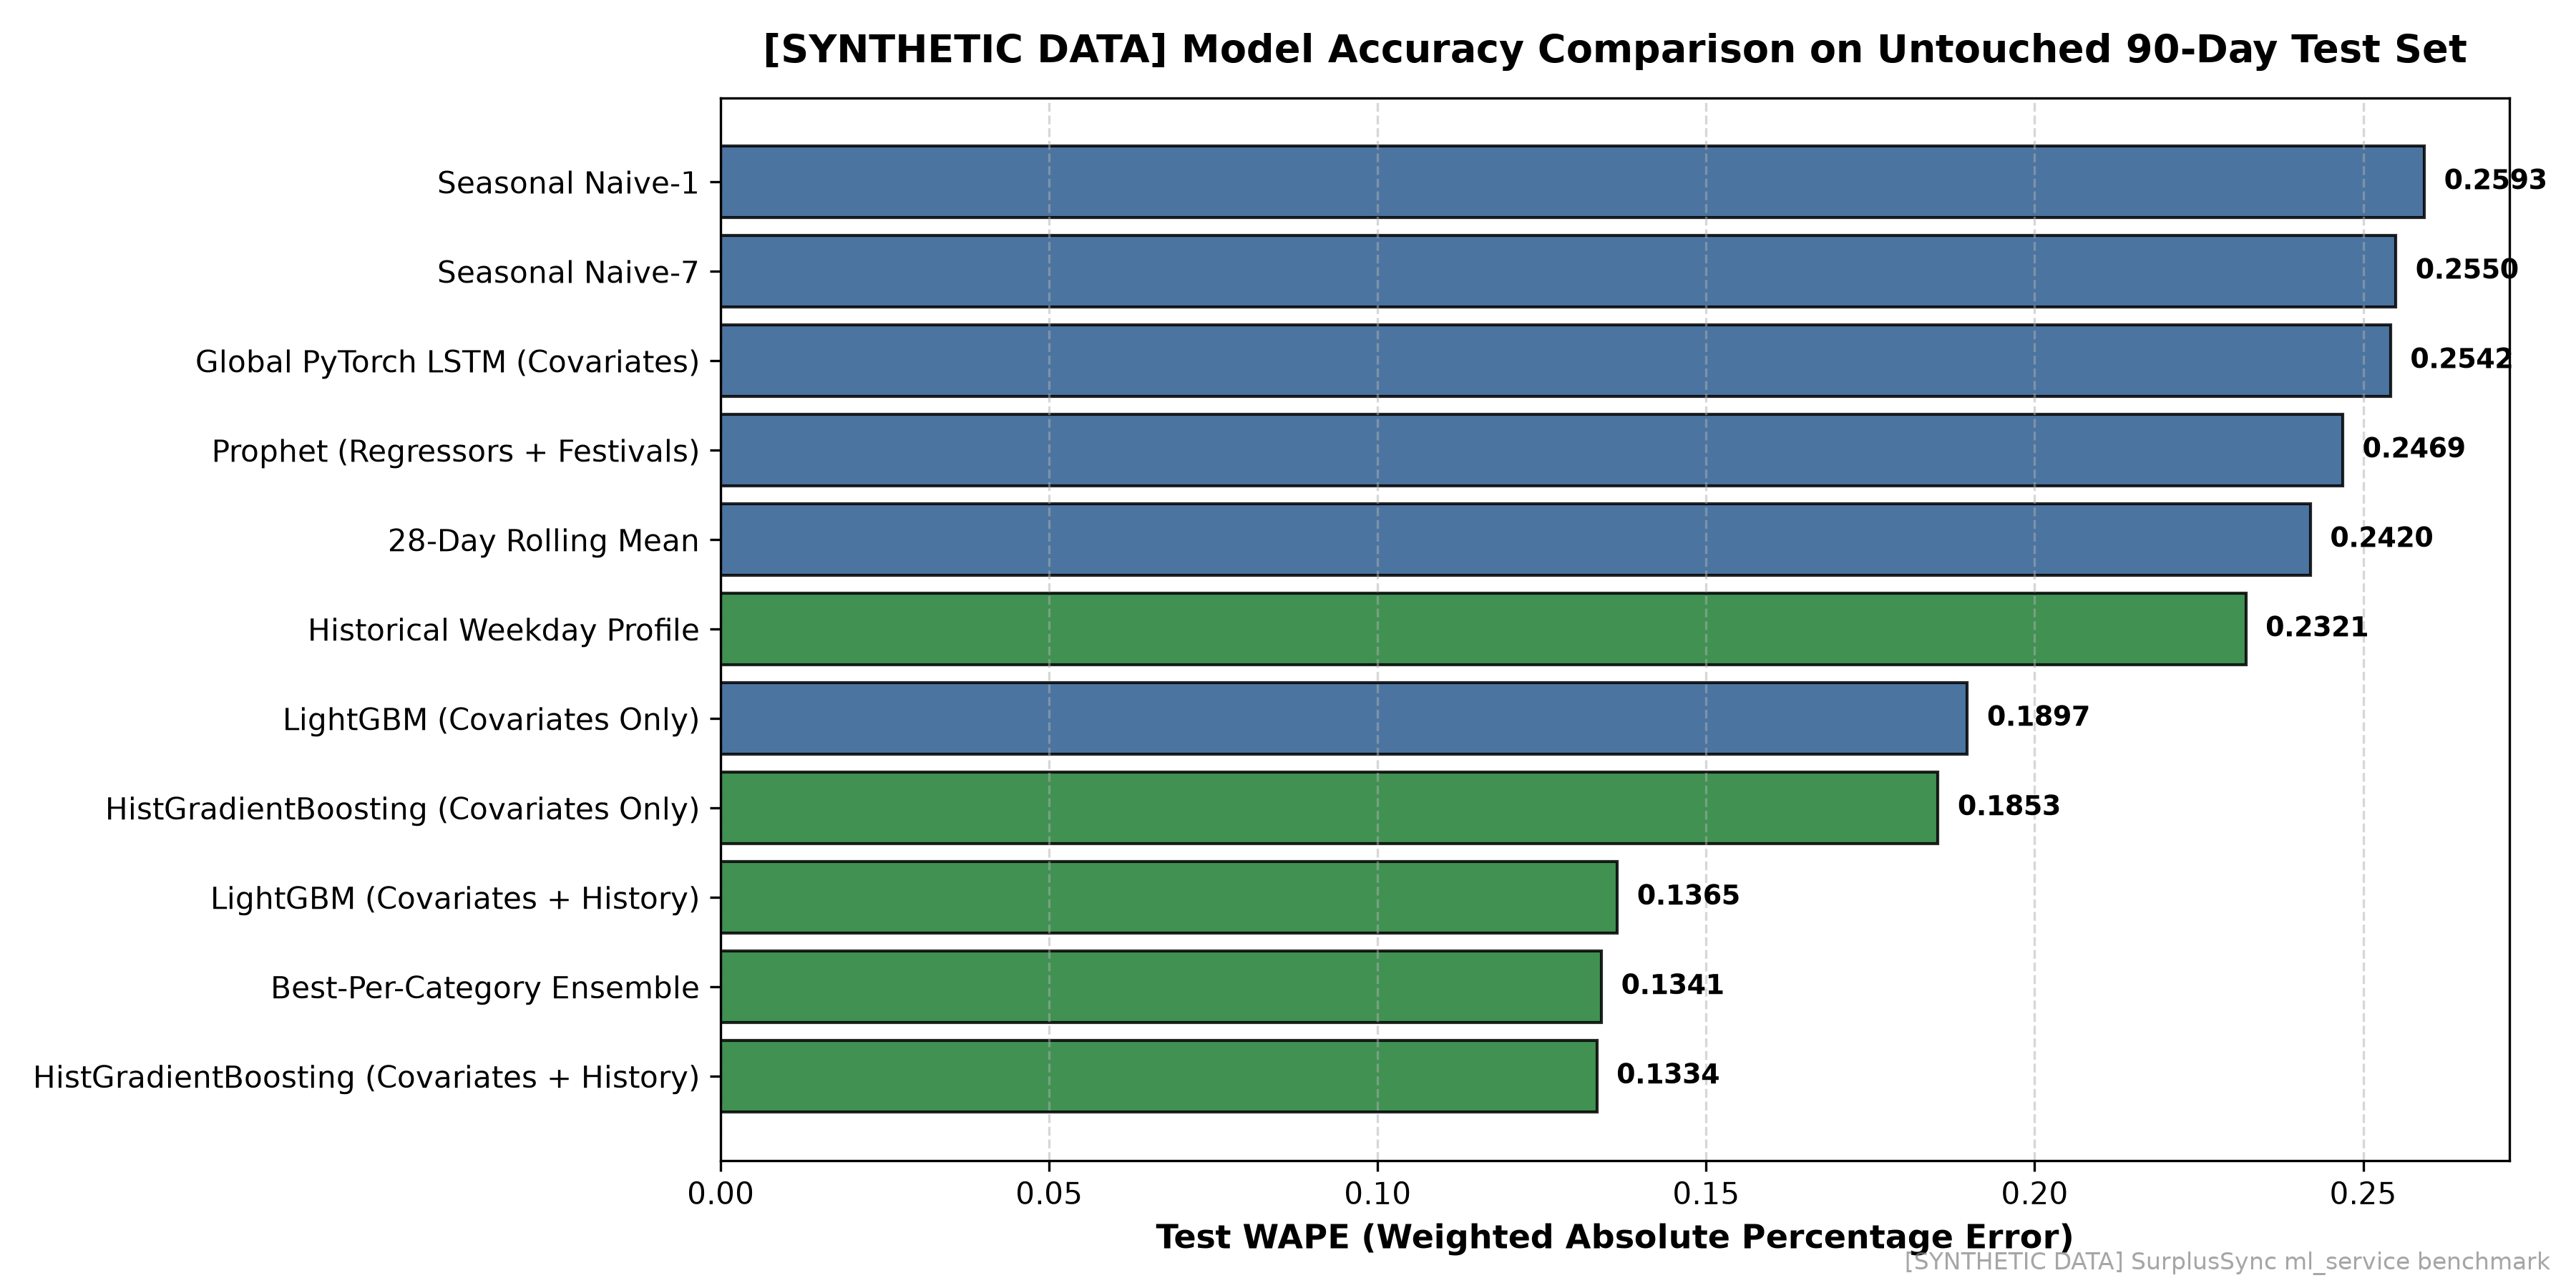 [SYNTHETIC DATA] Model Accuracy Comparison on Untouched 90-Day Test Set
Seasonal Naive-1 0.2593
Seasonal Naive-7 0.2550
Global PyTorch LSTM (Covariates) 0.2542
Prophet (Regressors + Festivals) 0.2469
28-Day Rolling Mean 0.2420
Historical Weekday Profile 0.2321
LightGBM (Covariates Only) 0.1897
HistGradientBoosting (Covariates Only) 0.1853
LightGBM (Covariates + History) 0.1365
Best-Per-Category Ensemble 0.1341
HistGradientBoosting (Covariates + History) 0.1334
0.00 0.05 0.10 0.15 0.20 0.25
Test WAPE (Weighted Absolute Percentage Error)
[SYNTHETIC DATA] SurplusSync ml_service benchmark